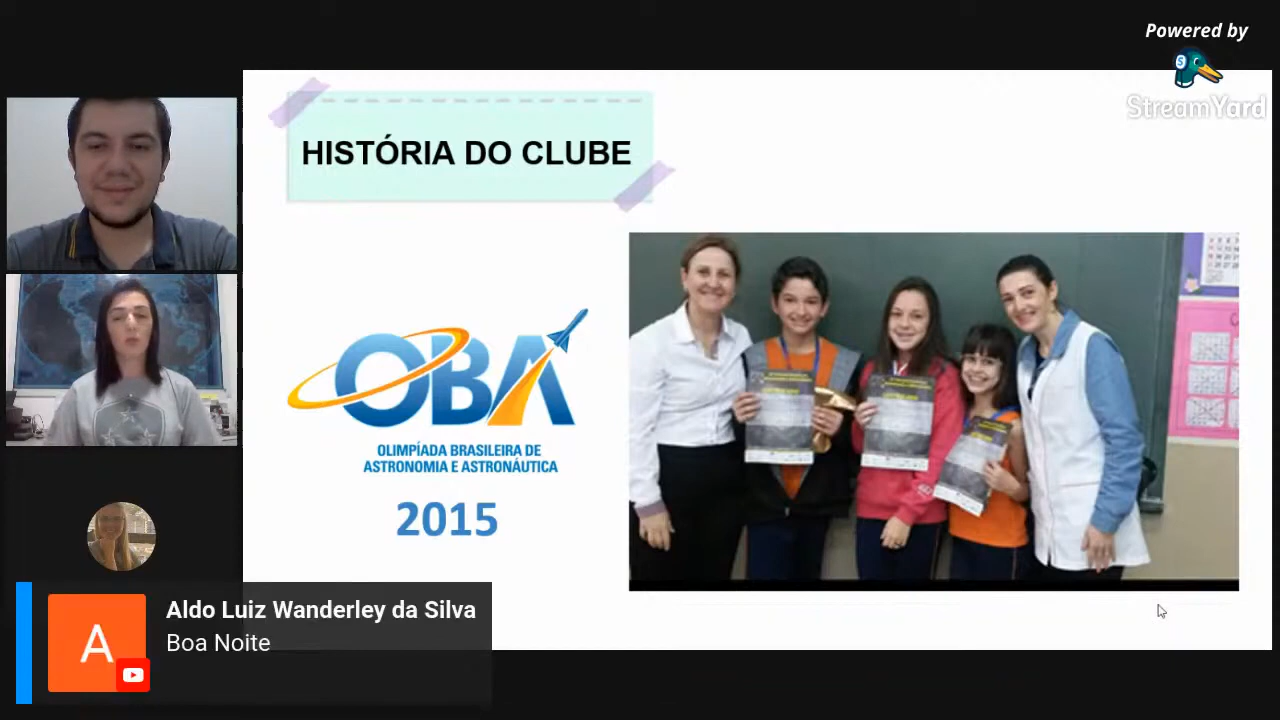 Powered by
StreamYard
HISTÓRIA DO CLUBE
OBA
OLIMPÍADA BRASILEIRA DE
ASTRONOMIA E ASTRONÁUTICA
2015
A
Aldo Luiz Wanderley da Silva
Boa Noite